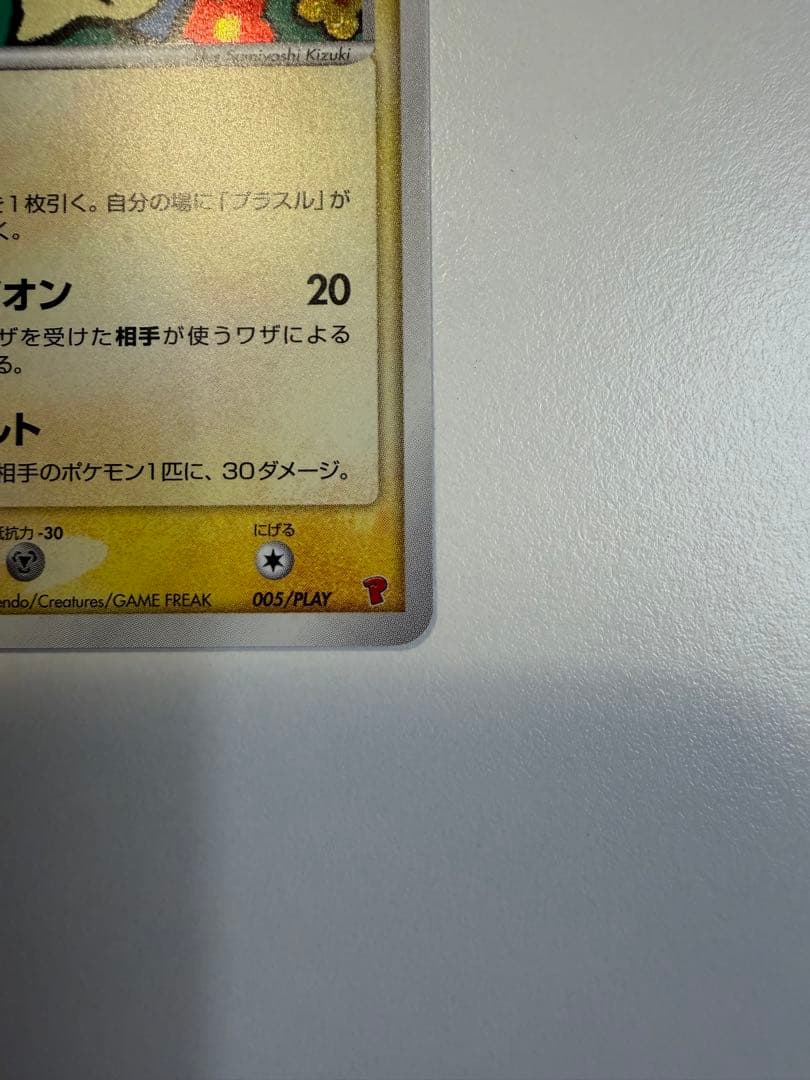 Sumiyoshi Kizuki
を1枚引く。自分の場に「プラスル」が
く。
イオン 20
ザを受けた相手が使うワザによる
る。
ルト
相手のポケモン1匹に、30ダメージ。
抵抗力 -30 にげる
endo/Creatures/GAME FREAK 005/PLAY P